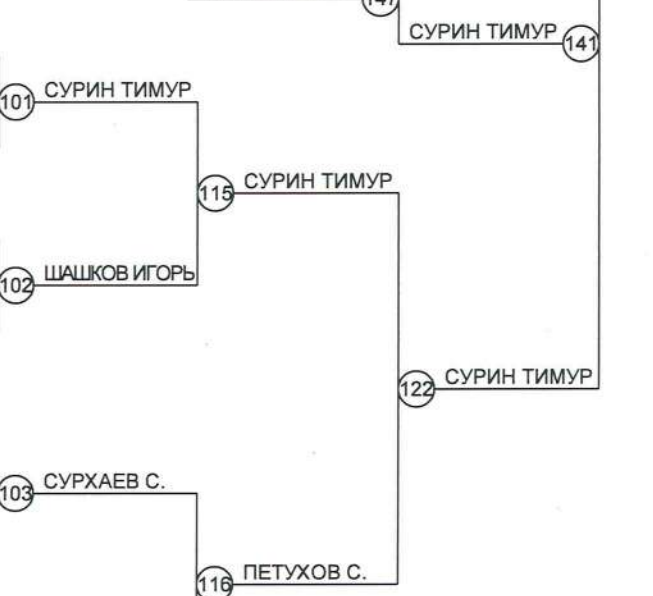 147
СУРИН ТИМУР 141
101 СУРИН ТИМУР
115 СУРИН ТИМУР
102 ШАШКОВ ИГОРЬ
122 СУРИН ТИМУР
103 СУРХАЕВ С.
116 ПЕТУХОВ С.